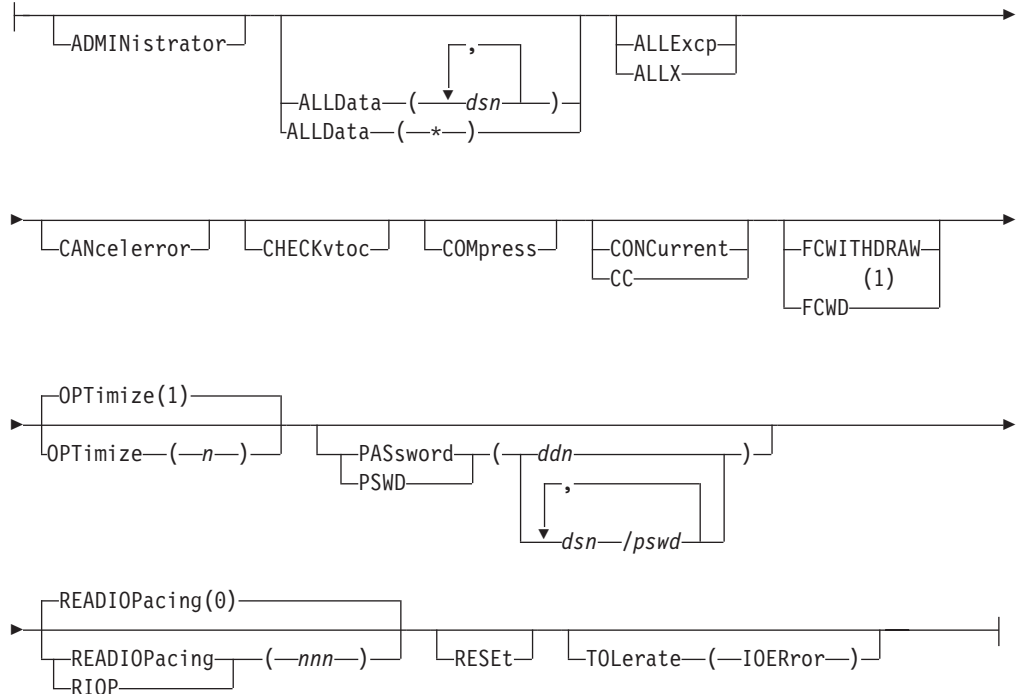 ADMINistrator
,
ALLData ( dsn )
ALLData ( * )
ALLExcp
ALLX
CANcelerror
CHECKvtoc
COMpress
CONCurrent
CC
FCWITHDRAW
(1)
FCWD
OPTimize(1)
OPTimize ( n )
PASsword
PSWD
( ddn )
,
dsn /pswd
READIOPacing(0)
READIOPacing
RIOP
( nnn )
RESEt
TOLerate ( IOERror )